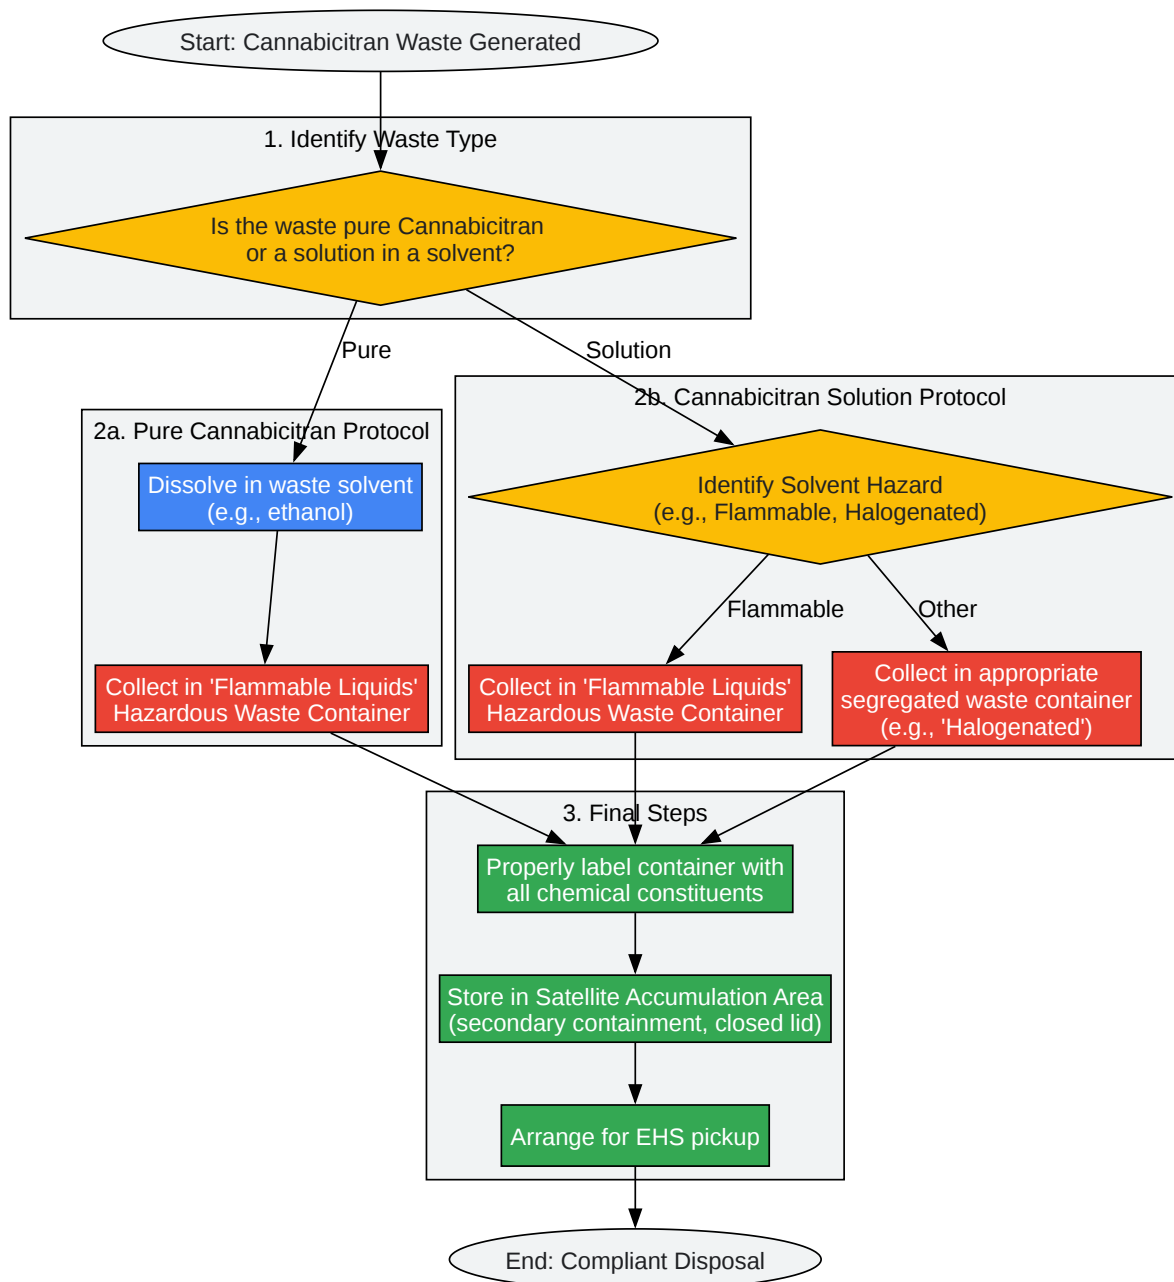 Start: Cannabicitran Waste Generated
1. Identify Waste Type
Is the waste pure Cannabicitran
or a solution in a solvent?
Pure
Solution
2a. Pure Cannabicitran Protocol
Dissolve in waste solvent
(e.g., ethanol)
Collect in 'Flammable Liquids'
Hazardous Waste Container
2b. Cannabicitran Solution Protocol
Identify Solvent Hazard
(e.g., Flammable, Halogenated)
Flammable
Other
Collect in 'Flammable Liquids'
Hazardous Waste Container
Collect in appropriate
segregated waste container
(e.g., 'Halogenated')
3. Final Steps
Properly label container with
all chemical constituents
Store in Satellite Accumulation Area
(secondary containment, closed lid)
Arrange for EHS pickup
End: Compliant Disposal